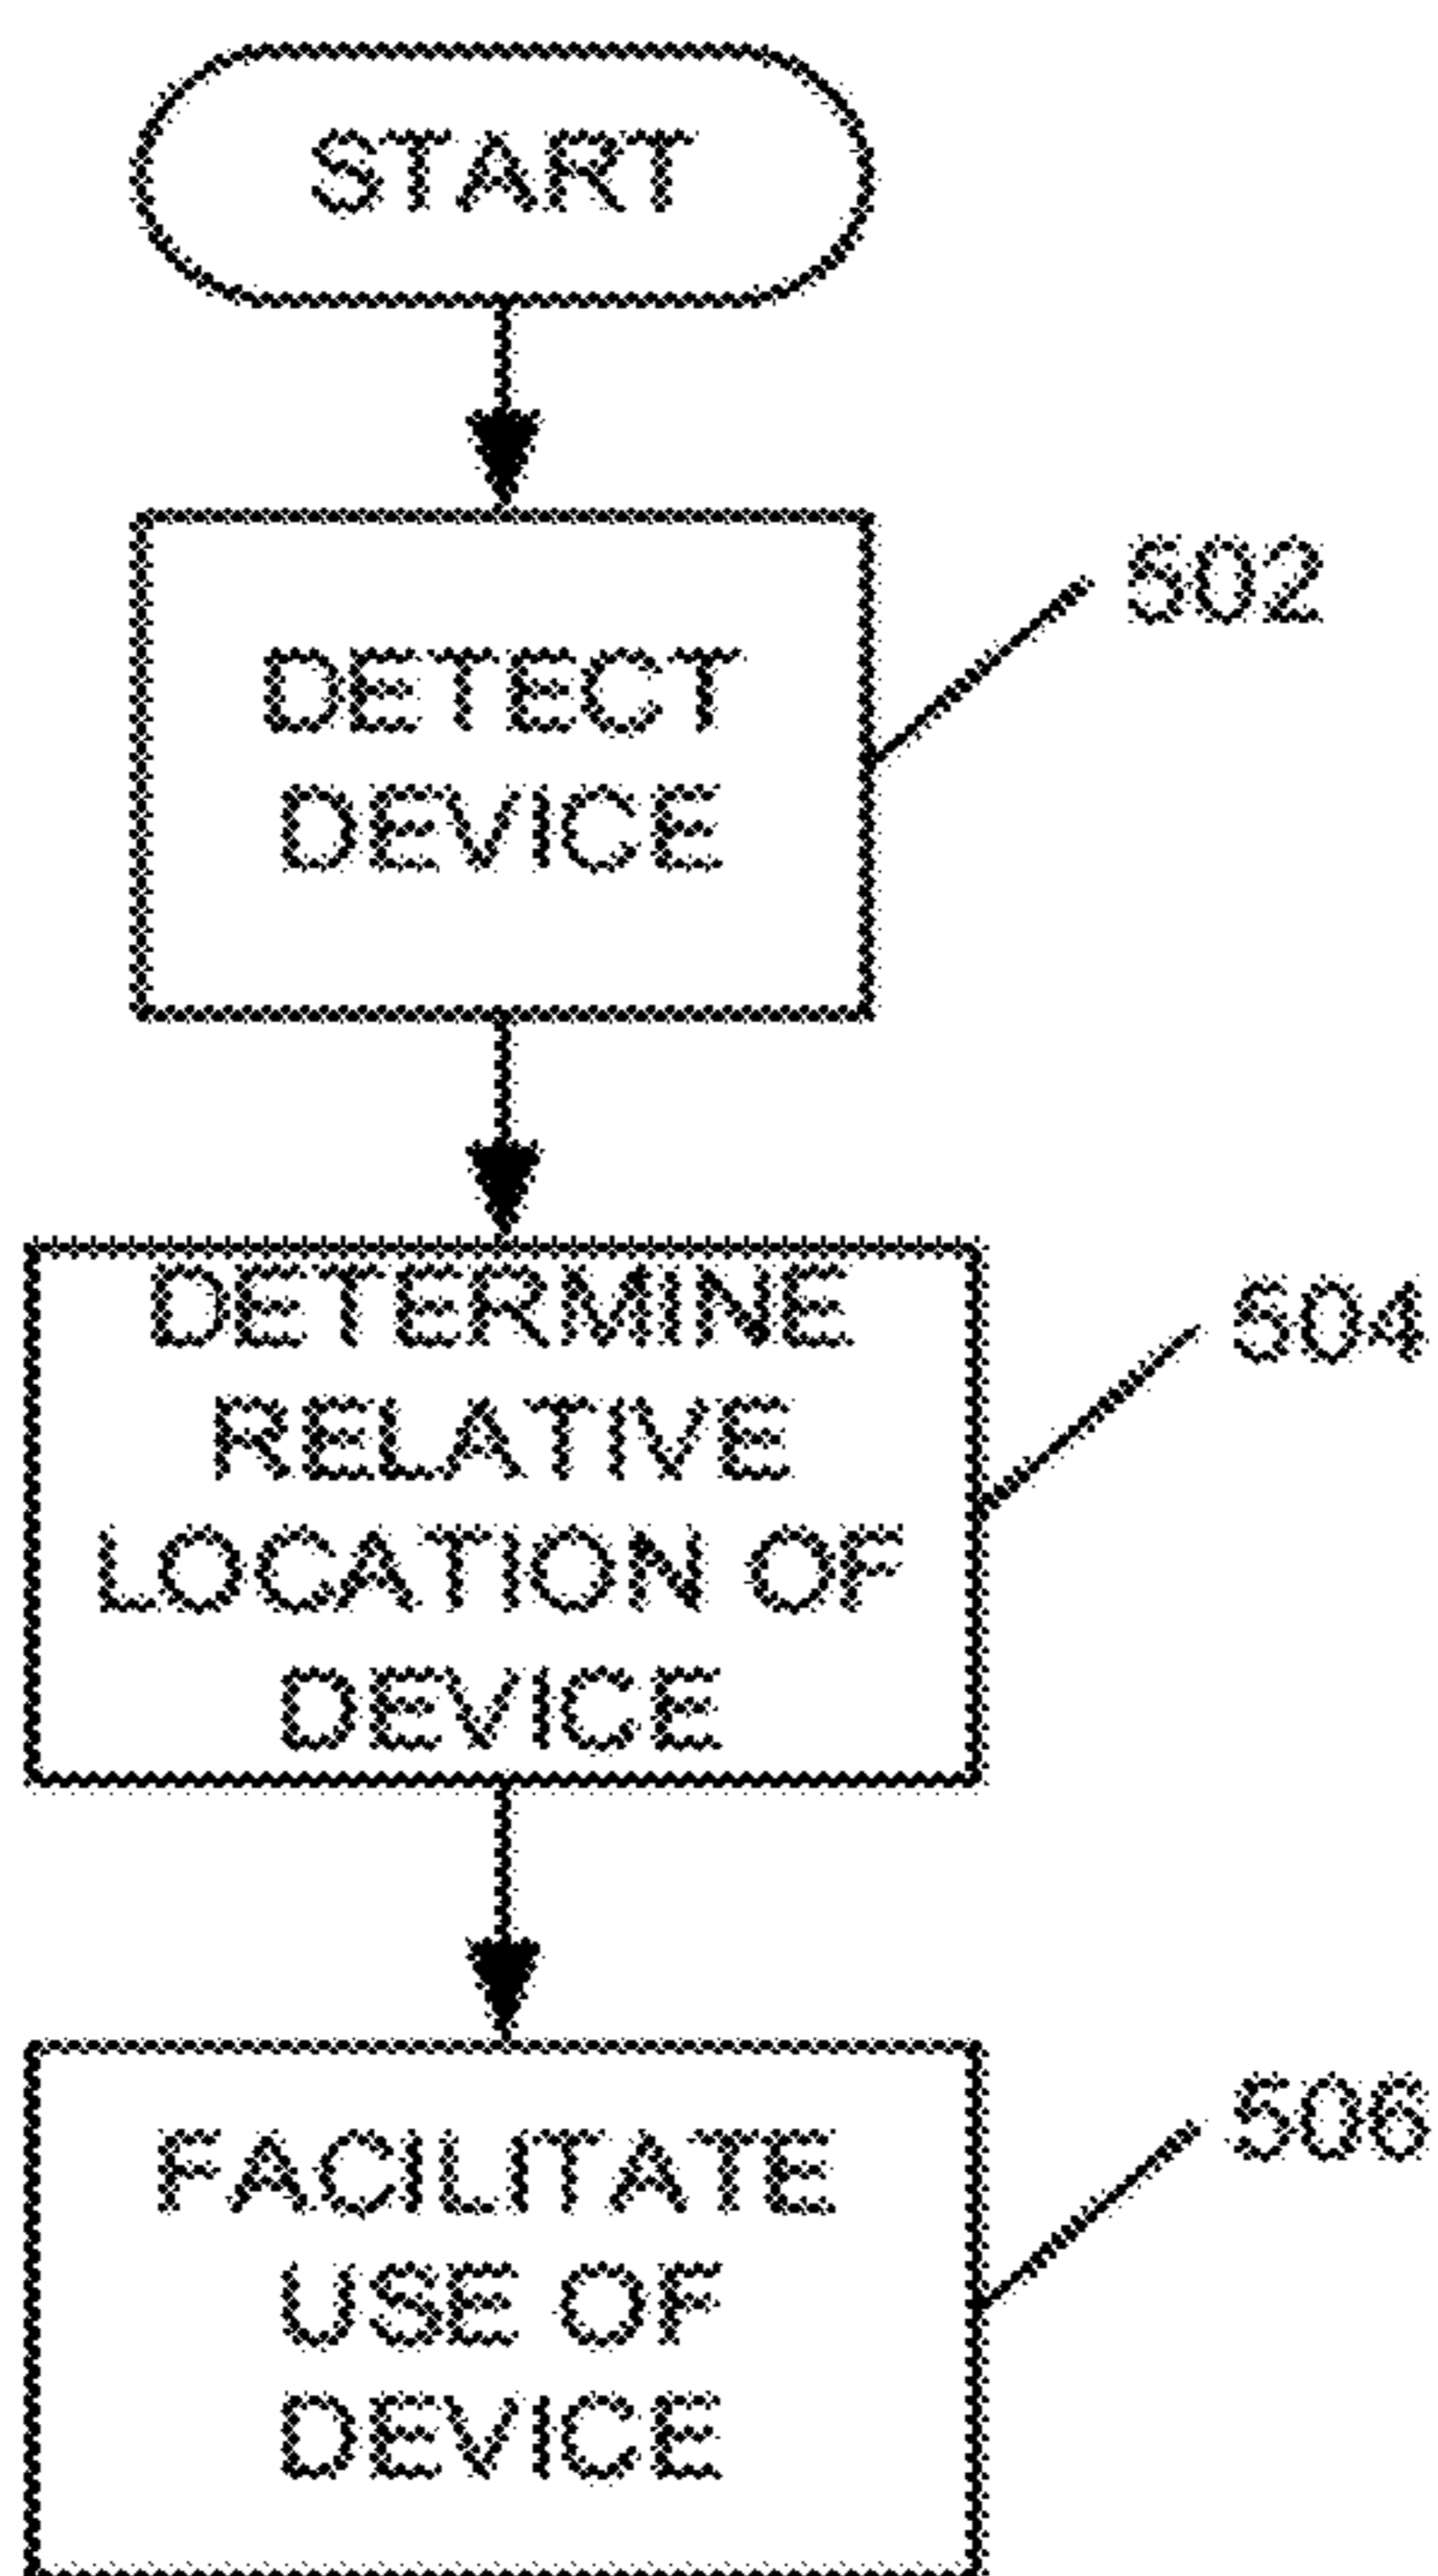 START
502
DETECT
DEVICE
504
DETERMINE
RELATIVE
LOCATION OF
DEVICE
506
FACILITATE
USE OF
DEVICE